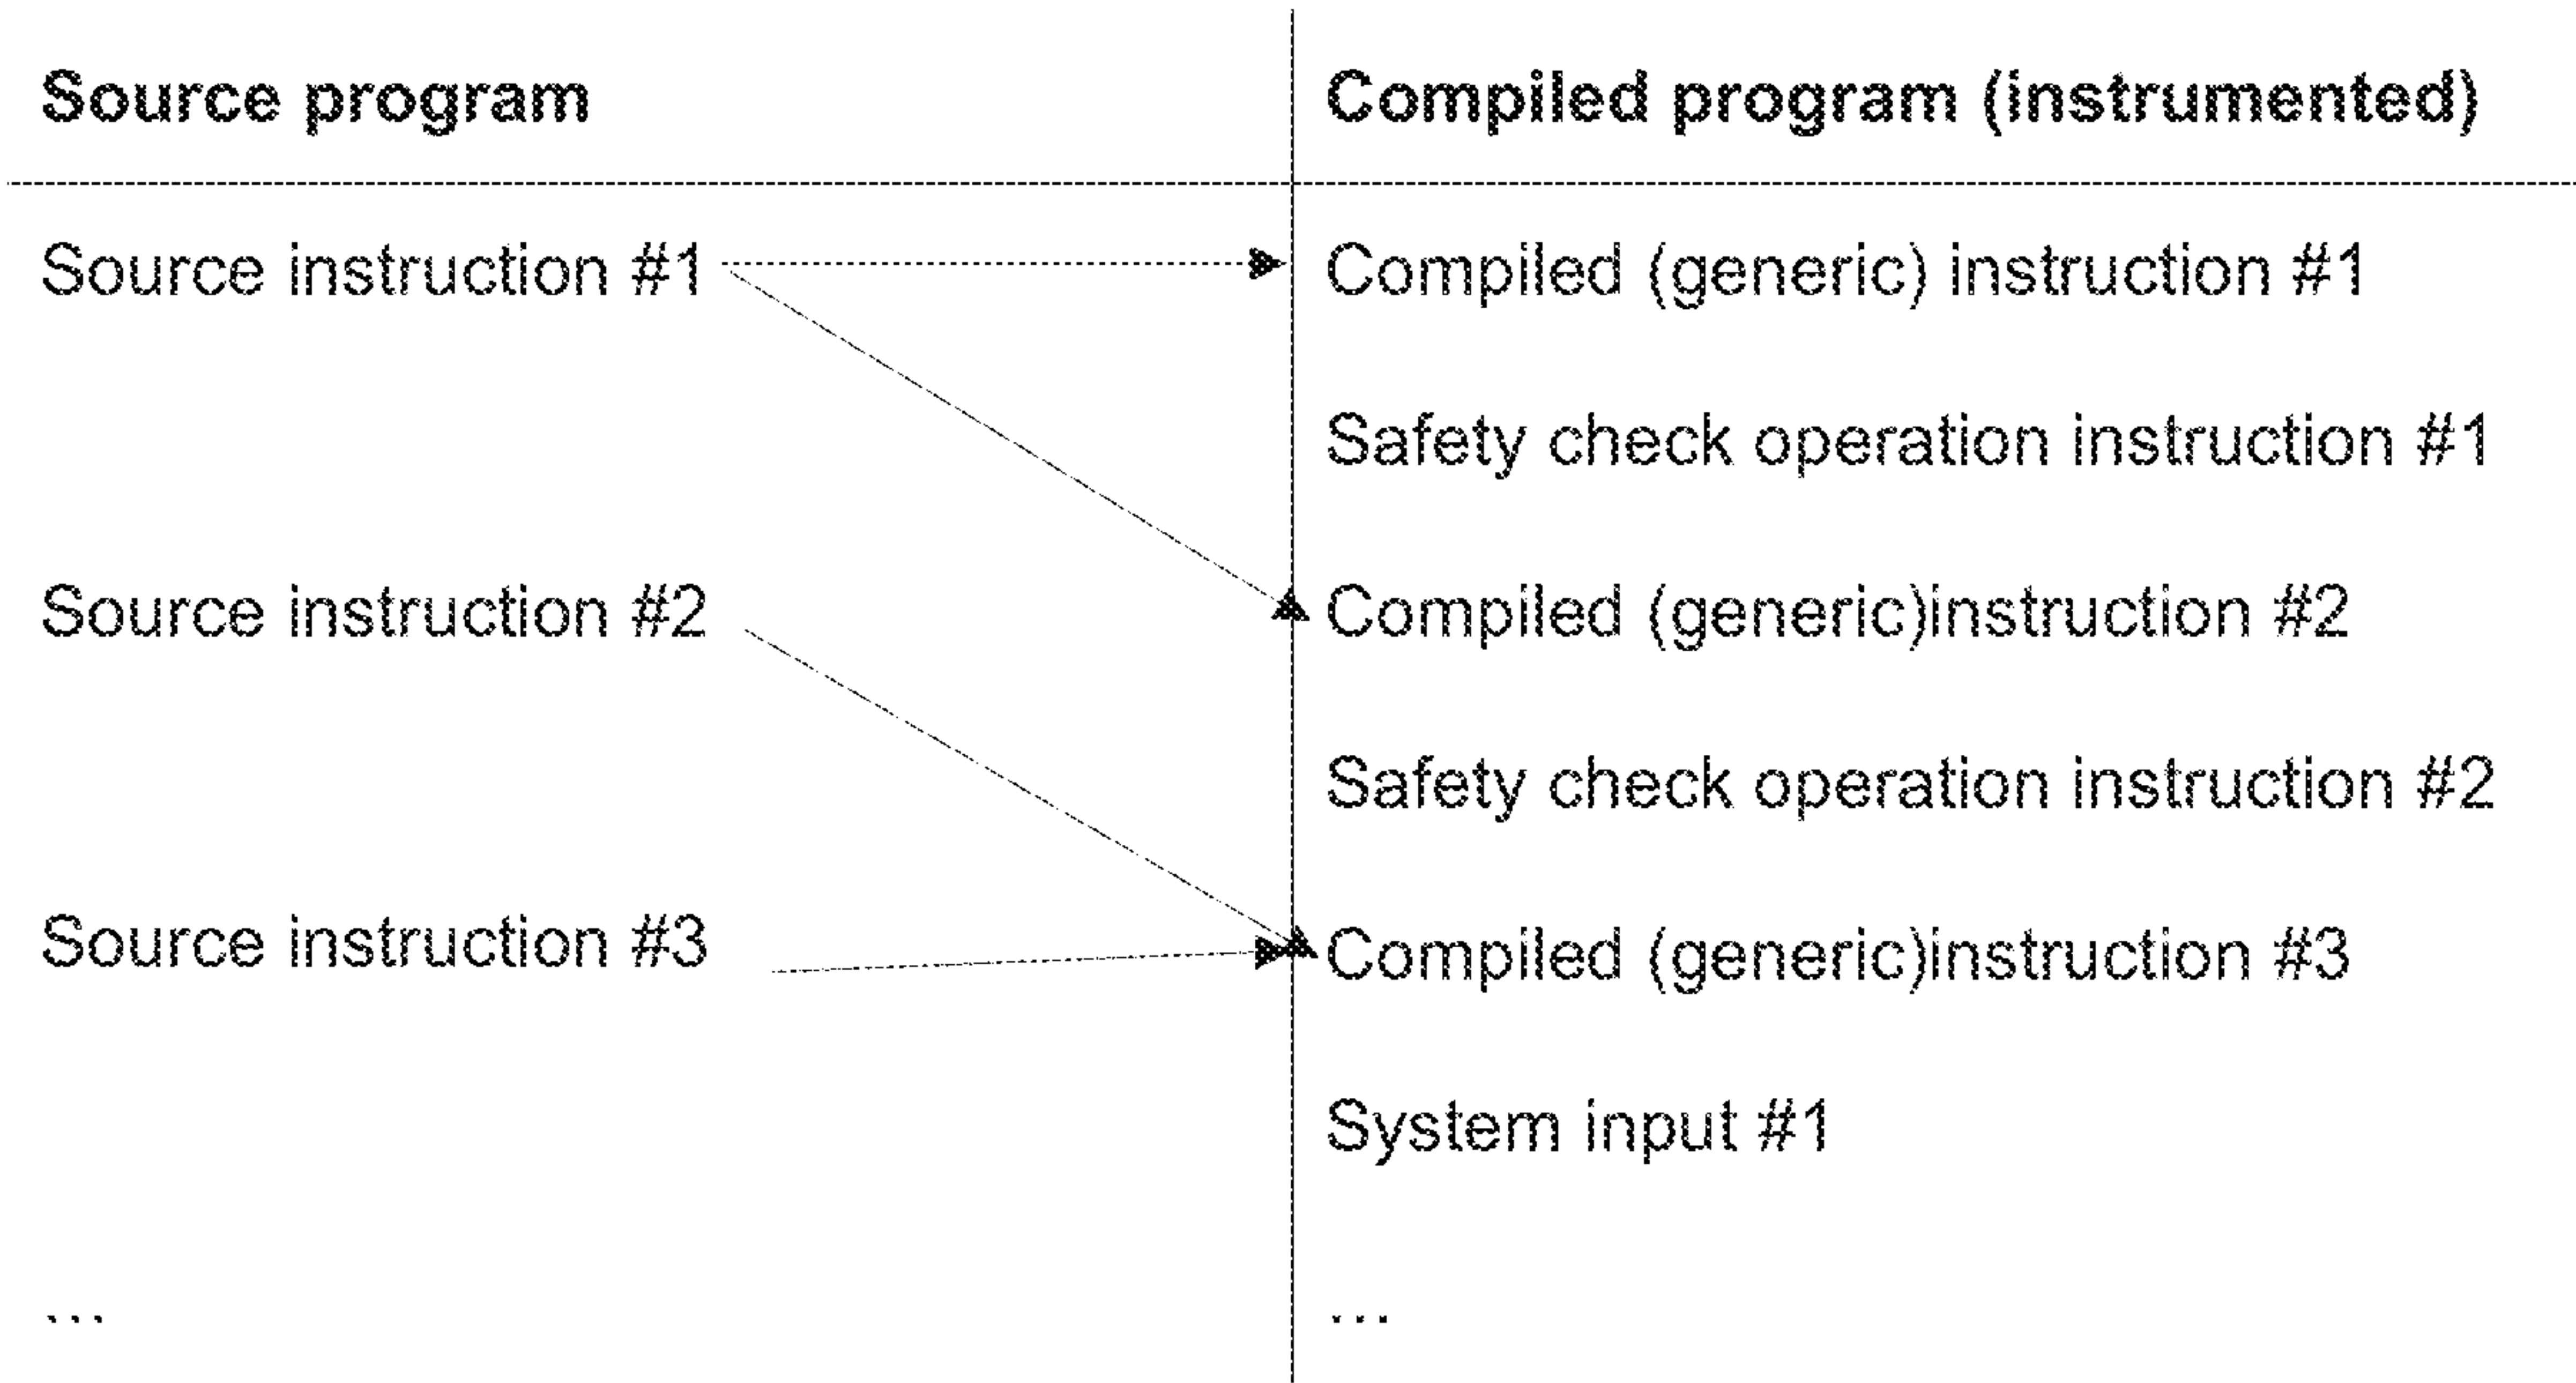 Source program
Compiled program (instrumented)
Source instruction #1
Compiled (generic) instruction #1
Safety check operation instruction #1
Source instruction #2
Compiled (generic)instruction #2
Safety check operation instruction #2
Source instruction #3
Compiled (generic)instruction #3
System input #1
...
...